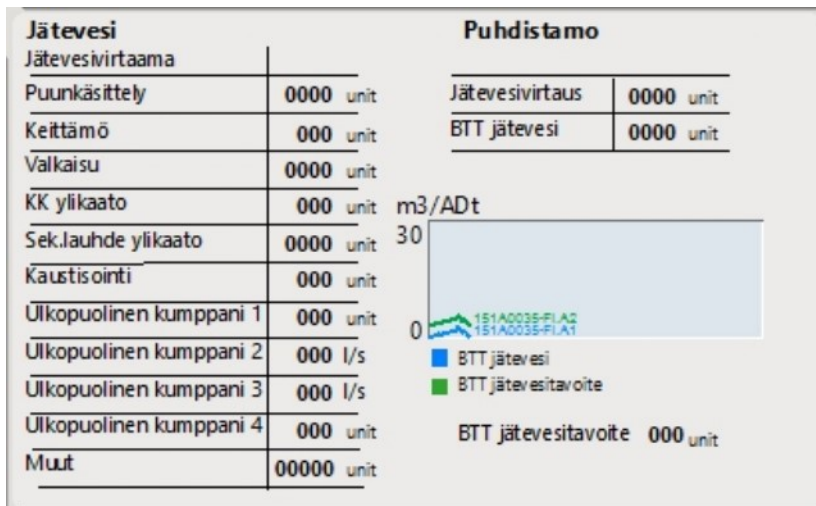 Jätevesi
Jätevesivirtaama
Puunkäsittely 0000 unit
Keittämö 000 unit
Valkaisu 0000 unit
KK ylikaato 000 unit
Sek.lauhde ylikaato 0000 unit
Kaustisointi 000 unit
Ulkopuolinen kumppani 1 000 unit
Ulkopuolinen kumppani 2 000 l/s
Ulkopuolinen kumppani 3 000 l/s
Ulkopuolinen kumppani 4 000 unit
Muut 00000 unit
Puhdistamo
Jätevesivirtaus 0000 unit
BTT jätevesi 0000 unit
m3/ADt
30
151A0035-FI.A2
0 151A0035-FI.A1
BTT jätevesi
BTT jätevesitavoite
BTT jätevesitavoite 000 unit